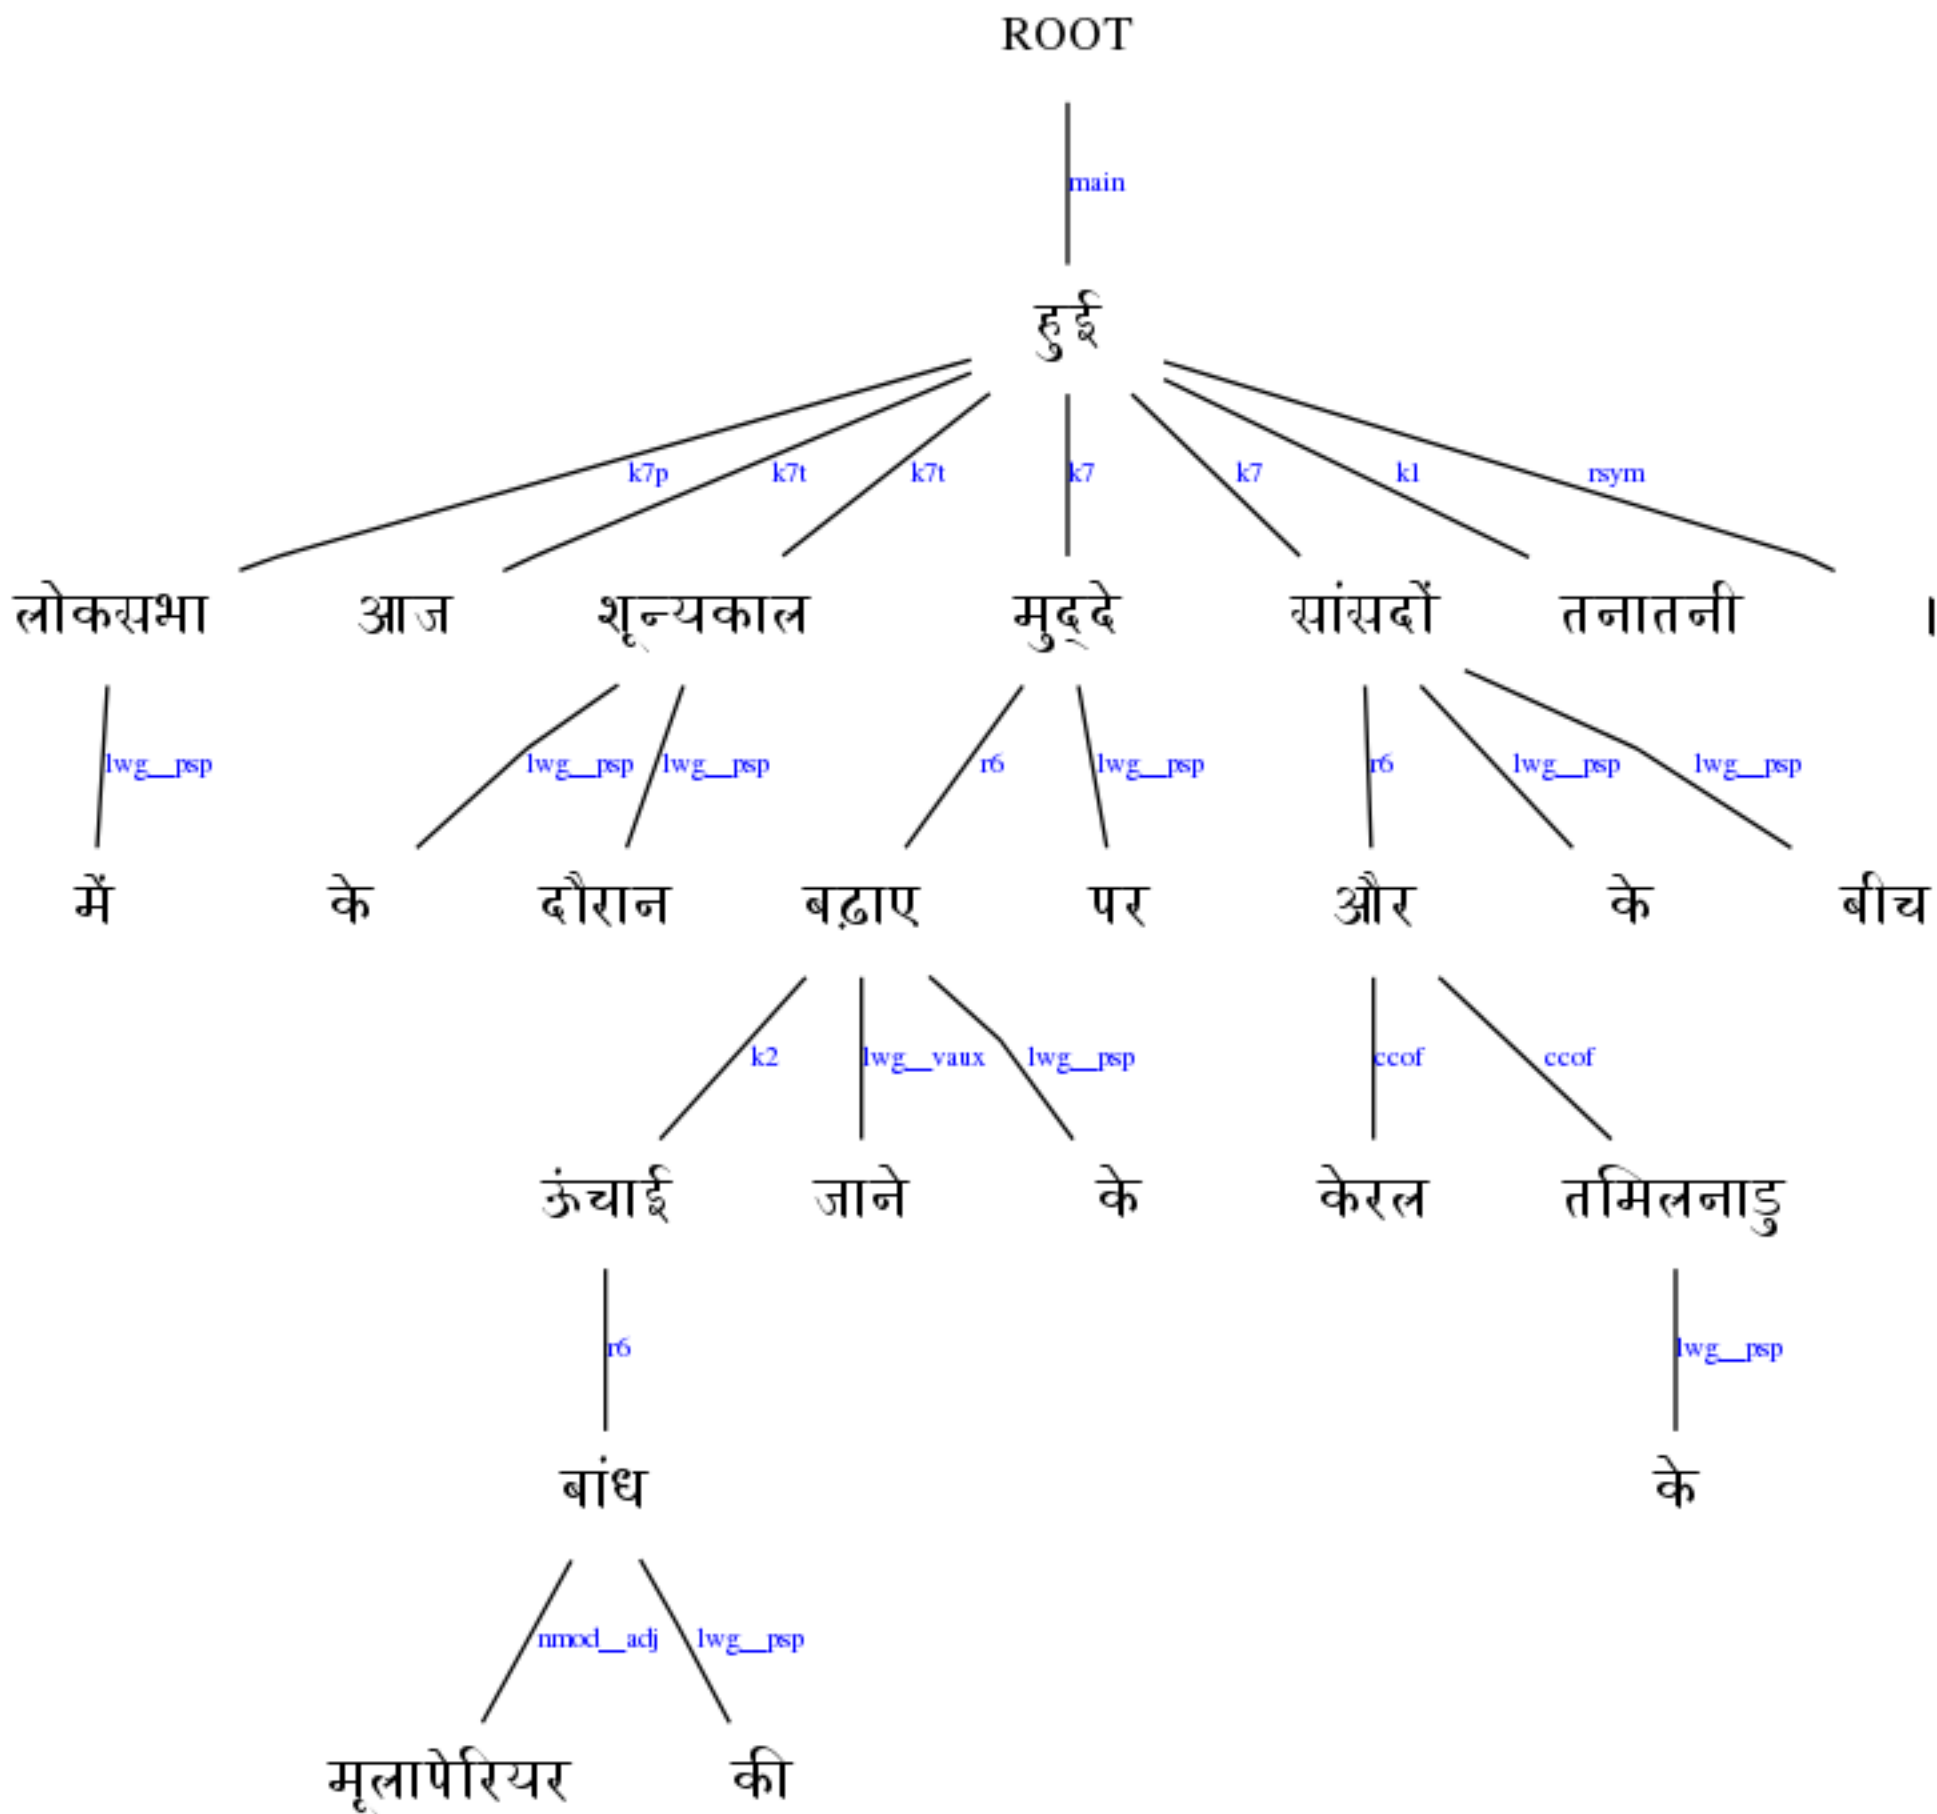 ROOT
main
हुई
k7p k7t k7t k7 k7 k1 rsym
लोकसभा आज शून्यकाल मुद्दे सांसदों तनातनी ।
lwg__psp lwg__psp lwg__psp r6 lwg__psp r6 lwg__psp lwg__psp
में के दौरान बढ़ाए पर और के बीच
k2 lwg__vaux lwg__psp ccof ccof
ऊंचाई जाने के केरल तमिलनाडु
r6 lwg__psp
बांध के
nmod__adj lwg__psp
मूलापेरियर की